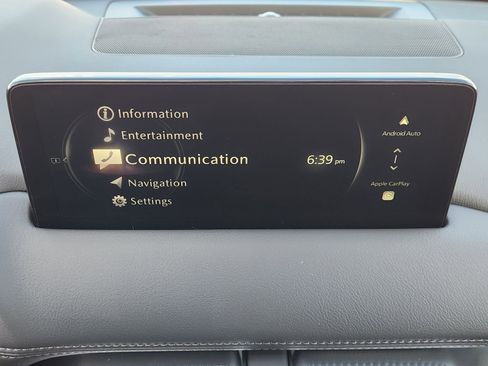 Information
Entertainment
Communication
6:39 pm
Navigation
Settings
Android Auto
Apple CarPlay